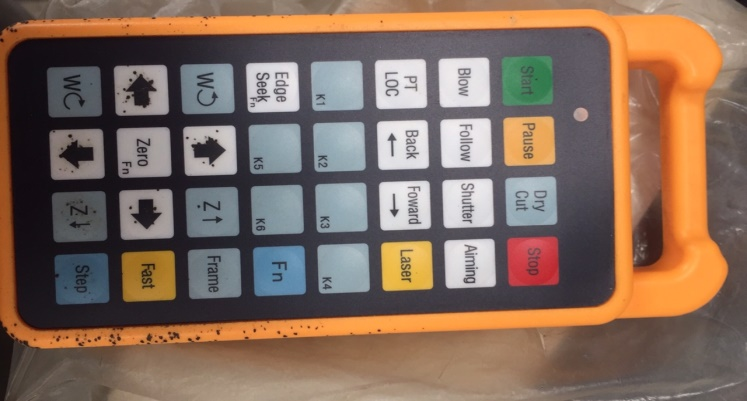 Start
Pause
Dry
Cut
Stop
Blow
Follow
Shutter
Aiming
PT
LOC
Back
←
Foward
→
Laser
K1
K2
K3
K4
Edge
Seek
Fn
K5
K6
Fn
W↺
↑
Z↑
Frame
←
Zero
Fn
→
Fast
W↻
↓
Z↓
Step